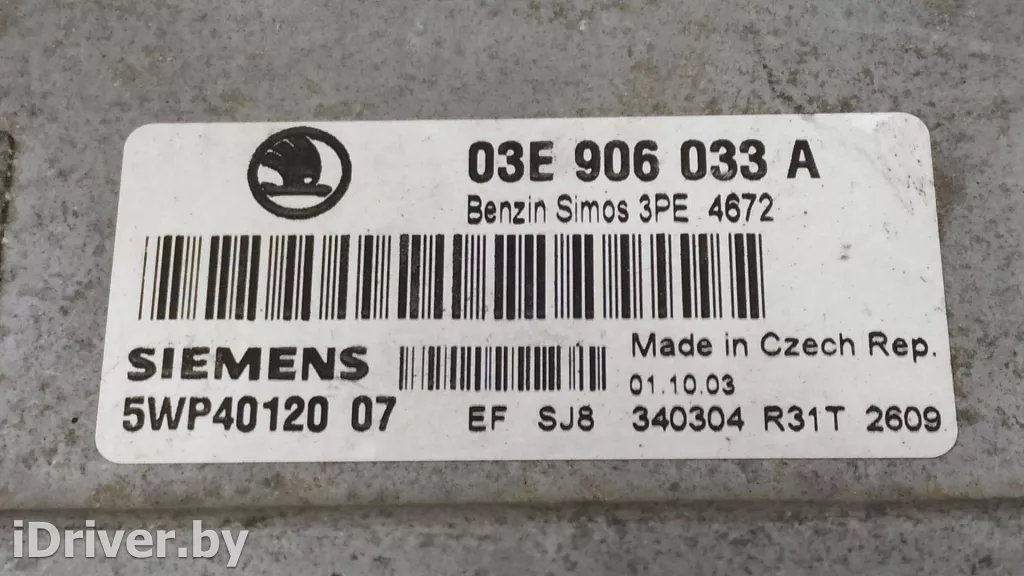 03E 906 033 A
Benzin Simos 3PE 4672
SIEMENS
Made in Czech Rep.
01.10.03
5WP40120 07 EF SJ8 340304 R31T 2609
iDriver.by